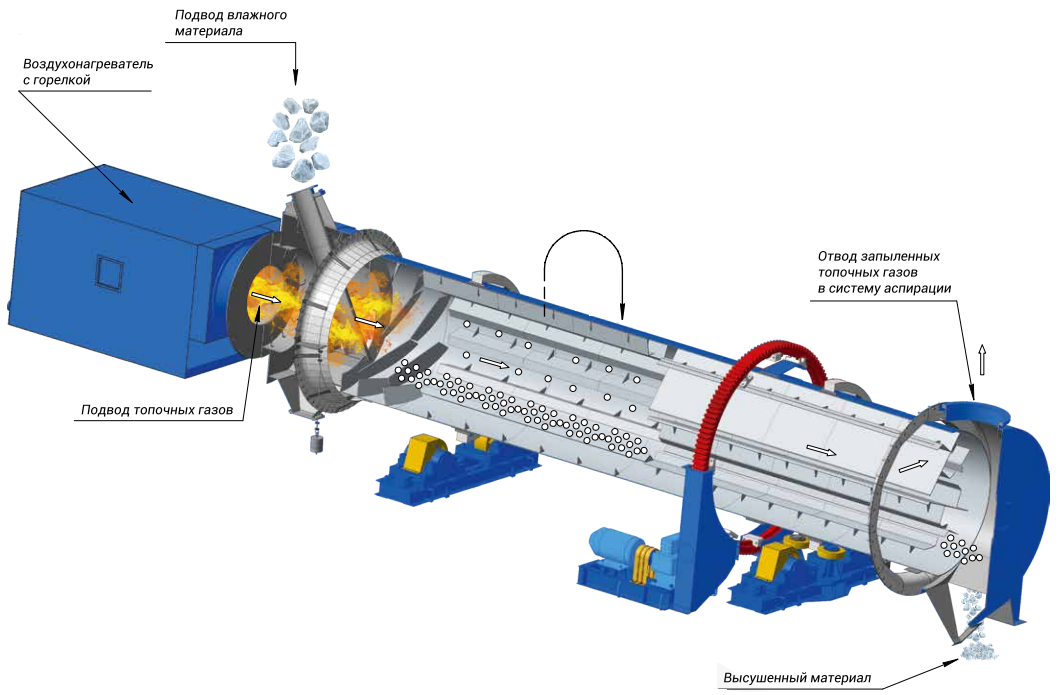 Подвод влажного
материала
Воздухонагреватель
с горелкой
Отвод запыленных
топочных газов
в систему аспирации
Подвод топочных газов
Высушенный материал